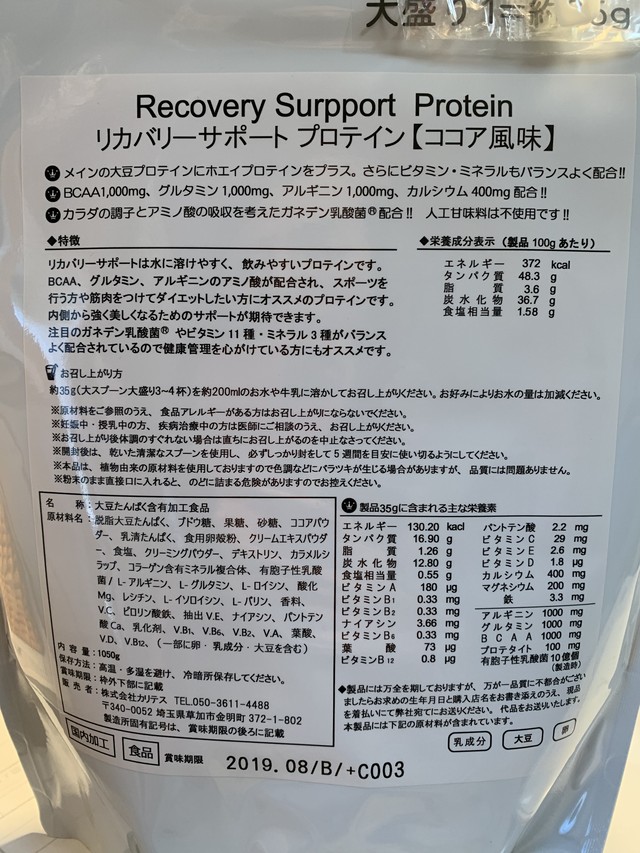 大盛り1=約 5g
Recovery Surpport Protein
リカバリーサポート プロテイン【ココア風味】
メインの大豆プロテインにホエイプロテインをプラス。さらにビタミン・ミネラルもバランスよく配合!!
BCAA1,000mg、グルタミン1,000mg、アルギニン1,000mg、カルシウム400mg配合!!
カラダの調子とアミノ酸の吸収を考えたガネデン乳酸菌®配合!! 人工甘味料は不使用です!!
◆特徴
リカバリーサポートは水に溶けやすく、飲みやすいプロテインです。
BCAA、グルタミン、アルギニンのアミノ酸が配合され、スポーツを
行う方や筋肉をつけてダイエットしたい方にオススメのプロテインです。
内側から強く美しくなるためのサポートが期待できます。
注目のガネデン乳酸菌®やビタミン11種・ミネラル3種がバランス
よく配合されているので健康管理を心がけている方にもオススメです。
◆栄養成分表示（製品100gあたり）
エネルギー 372 kcal
タンパク質 48.3 g
脂質 3.6 g
炭水化物 36.7 g
食塩相当量 1.58 g
お召し上がり方
約35g(大スプーン大盛り3~4杯)を約200mlのお水や牛乳に溶かしてお召し上がりください。お好みによりお水の量は加減ください。
※原材料をご参照のうえ、食品アレルギーがある方はお召し上りにならないでください。
※妊娠中・授乳中の方、疾病治療中の方は医師にご相談のうえ、お召し上がりください。
※お召し上がり後体調のすぐれない場合は直ちにお召し上がるのを中止なさってください。
※開封後は、乾いた清潔なスプーンを使用し、必ずしっかり封をして5週間を目安に使い切るようにしてください。
※本品は、植物由来の原材料を使用しておりますので色調などにバラツキが生じる場合がありますが、品質には問題ありません。
※粉末のまま直接口に入れると、のどに詰まる危険がありますのでお控えください。
名称:大豆たんぱく含有加工食品
原材料名:脱脂大豆たんぱく、ブドウ糖、果糖、砂糖、ココアパウ
ダー、乳清たんぱく、食用卵殻粉、クリームエキスパウダ
ー、食塩、クリーミングパウダー、デキストリン、カラメルシ
ラップ、コラーゲン含有ミネラル複合体、有胞子性乳酸
菌/L-アルギニン、L-グルタミン、L-ロイシン、酸化
Mg、レシチン、L-イソロイシン、L-バリン、香料、
V.C、ピロリン酸鉄、抽出V.E、ナイアシン、パントテン
酸Ca、乳化剤、V.B₁、V.B₆、V.B₂、V.A、葉酸、
V.D、V.B₁₂、（一部に卵・乳成分・大豆を含む）
内容量:1050g
保存方法:高温・多湿を避け、冷暗所保存してください。
賞味期限:枠外下部に記載
販売者:株式会社カリテス TEL.050-3611-4488
〒340-0052 埼玉県草加市金明町372-1-802
製造所固有記号は、賞味期限の後ろに記載
製品35gに含まれる主な栄養素
エネルギー 130.20 kacl
タンパク質 16.90 g
脂質 1.26 g
炭水化物 12.80 g
食塩相当量 0.55 g
ビタミンA 180 μg
ビタミンB₁ 0.33 mg
ビタミンB₂ 0.33 mg
ナイアシン 3.66 mg
ビタミンB₆ 0.33 mg
葉酸 73 μg
ビタミンB₁₂ 0.8 μg
パンテン酸 2.2 mg
ビタミンC 29 mg
ビタミンE 2.6 mg
ビタミンD 1.8 μg
カルシウム 400 mg
マグネシウム 200 mg
鉄 3.3 mg
アルギニン 1000 mg
グルタミン 1000 mg
BCAA 1000 mg
プロテタイト 100 mg
有胞子性乳酸菌10億個
(製造時)
◆製品には万全を期しておりますが、万が一品質に不都合がござい
ましたらお求めの生年月日と購入店名をお書き添えのうえ、現品
を着払いにて弊社宛てにお送りください。代品をお送りいたします。
本製品には下記の原材料が含まれています。
乳成分 大豆 卵
国内加工 食品 賞味期限 2019.08/B/+C003